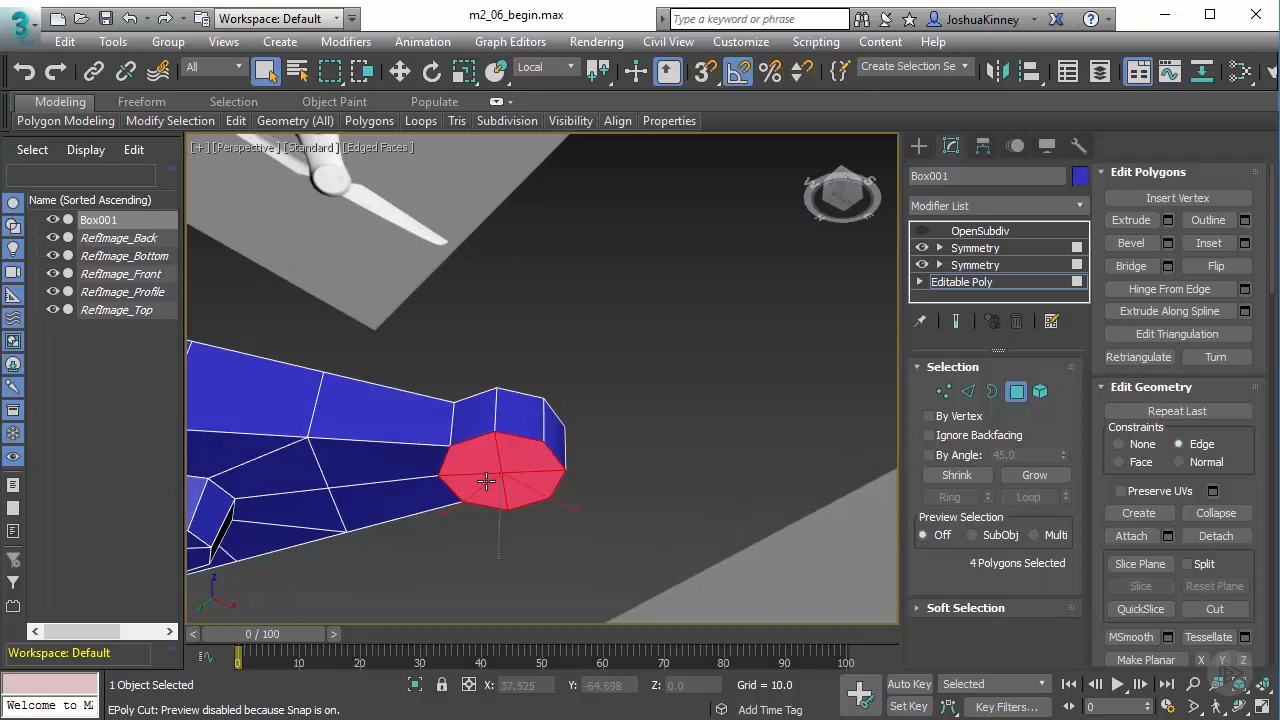 3
Workspace: Default
m2_06_begin.max
Type a keyword or phrase
JoshuaKinney
Edit Tools Group Views Create Modifiers Animation Graph Editors Rendering Civil View Customize Scripting Content Help
All
Local
Create Selection Se
Modeling Freeform Selection Object Paint Populate
Polygon Modeling Modify Selection Edit Geometry (All) Polygons Loops Tris Subdivision Visibility Align Properties
Select Display Edit
Name (Sorted Ascending)
Box001
RefImage_Back
RefImage_Bottom
RefImage_Front
RefImage_Profile
RefImage_Top
Workspace: Default
[+] [Perspective] [Standard] [Edged Faces]
z
x
y
0 / 100
0 10 20 30 40 50 60 70 80 90 100
Box001
Modifier List
OpenSubdiv
Symmetry
Symmetry
Editable Poly
Selection
By Vertex
Ignore Backfacing
By Angle: 45.0
Shrink Grow
Ring Loop
Preview Selection
Off SubObj Multi
4 Polygons Selected
Soft Selection
Edit Polygons
Insert Vertex
Extrude Outline
Bevel Inset
Bridge Flip
Hinge From Edge
Extrude Along Spline
Edit Triangulation
Retriangulate Turn
Edit Geometry
Repeat Last
Constraints
None Edge
Face Normal
Preserve UVs
Create Collapse
Attach Detach
Slice Plane Split
Slice Reset Plane
QuickSlice Cut
MSmooth Tessellate
Make Planar X Y Z
Welcome to M
1 Object Selected
EPoly Cut: Preview disabled because Snap is on.
X: 37.525 Y: -64.698 Z: 0.0 Grid = 10.0
Add Time Tag
Auto Key Selected
Set Key Key Filters...
0